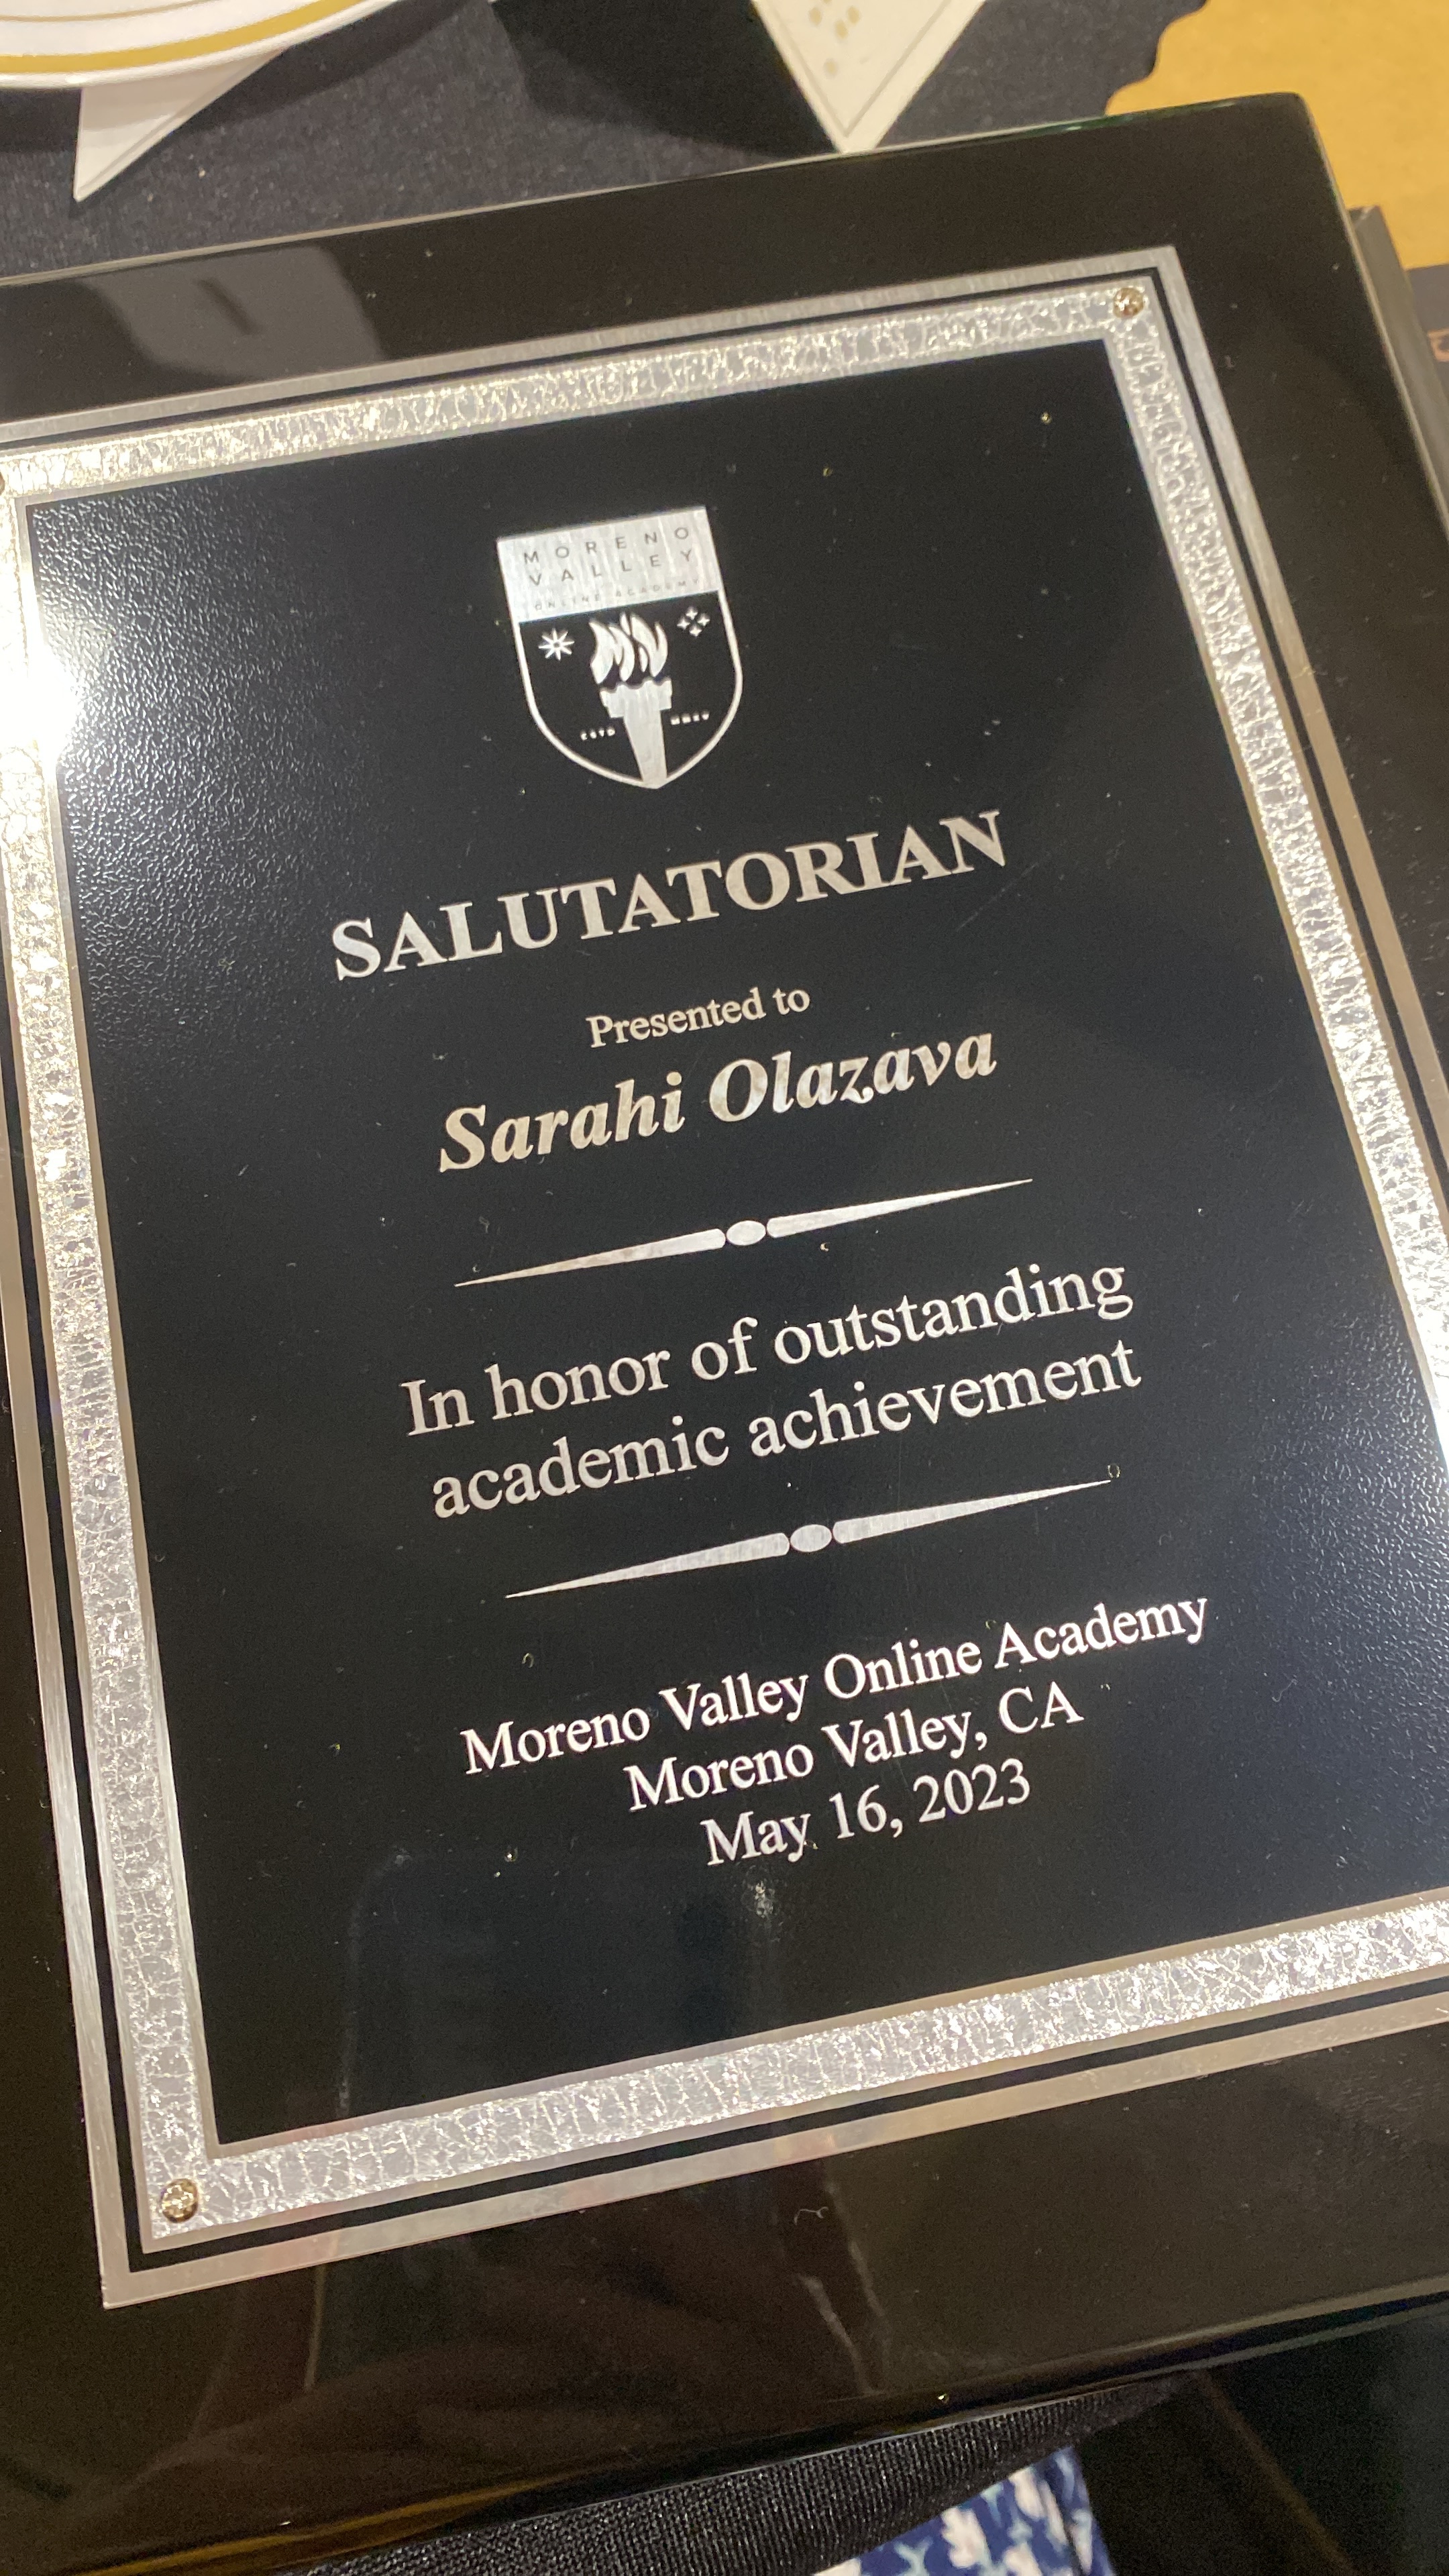 MORENO
VALLEY
ONLINE ACADEMY
SALUTATORIAN
Presented to
Sarahi Olazava
In honor of outstanding
academic achievement
Moreno Valley Online Academy
Moreno Valley, CA
May 16, 2023